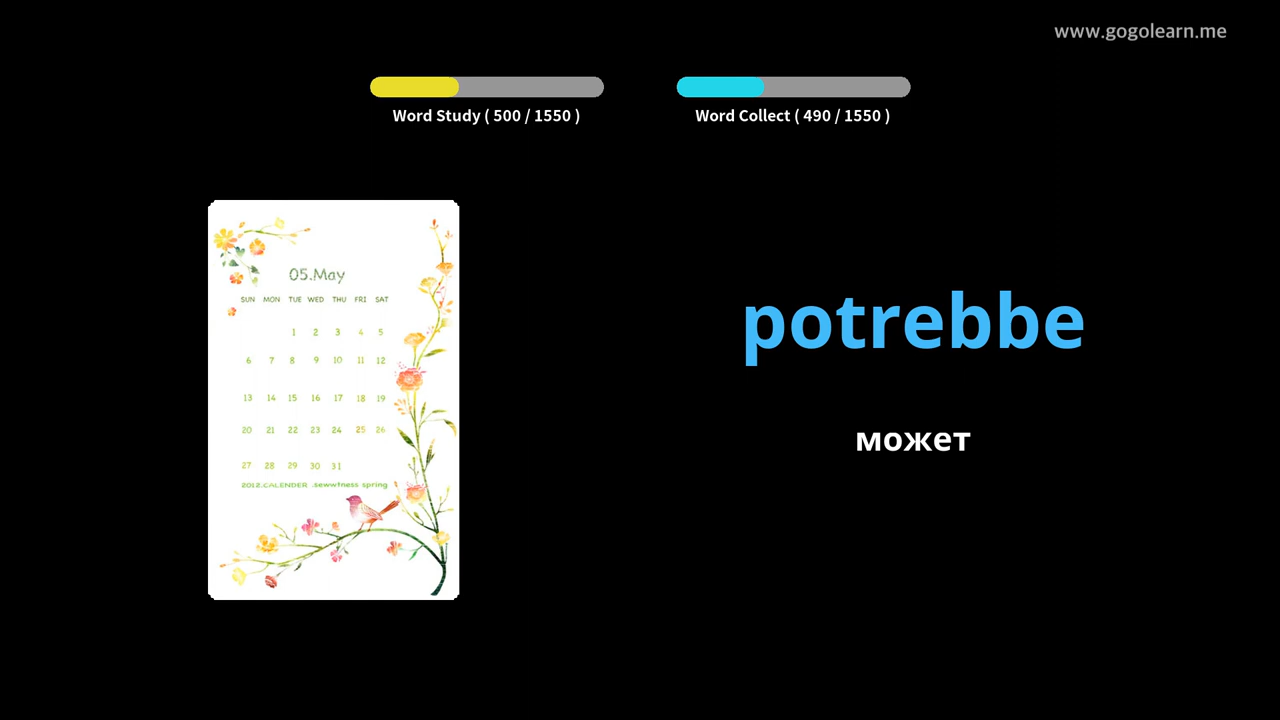 www.gogolearn.me
Word Study ( 500 / 1550 )
Word Collect ( 490 / 1550 )
05.May
SUN MON TUE WED THU FRI SAT
1 2 3 4 5
6 7 8 9 10 11 12
13 14 15 16 17 18 19
20 21 22 23 24 25 26
27 28 29 30 31
2012.CALENDER .sewwfness spring
potrebbe
может